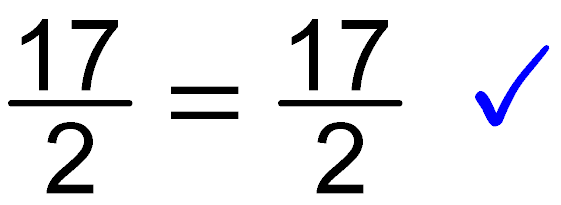 17/2 = 17/2 ✓